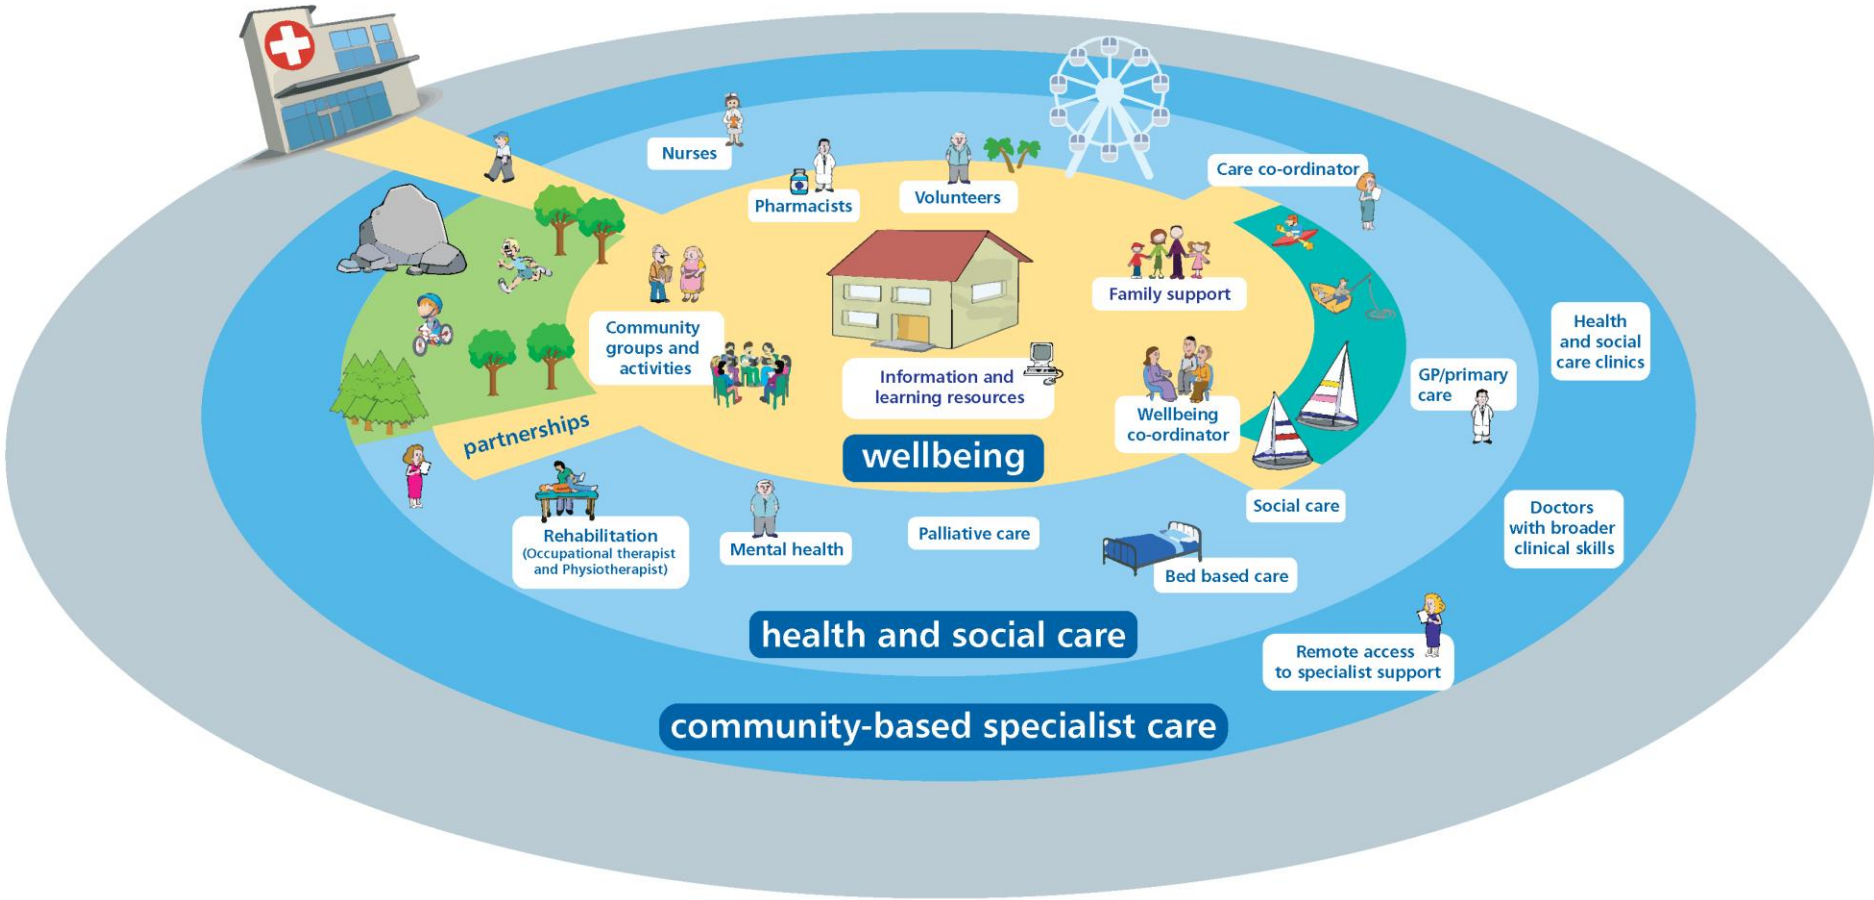 Nurses
Pharmacists
Volunteers
Care co-ordinator
Community
groups and
activities
Family support
Information and
learning resources
Wellbeing
co-ordinator
wellbeing
partnerships
Health
and social
care clinics
GP/primary
care
Rehabilitation
(Occupational therapist
and Physiotherapist)
Mental health
Palliative care
Social care
Bed based care
Doctors
with broader
clinical skills
health and social care
Remote access
to specialist support
community-based specialist care